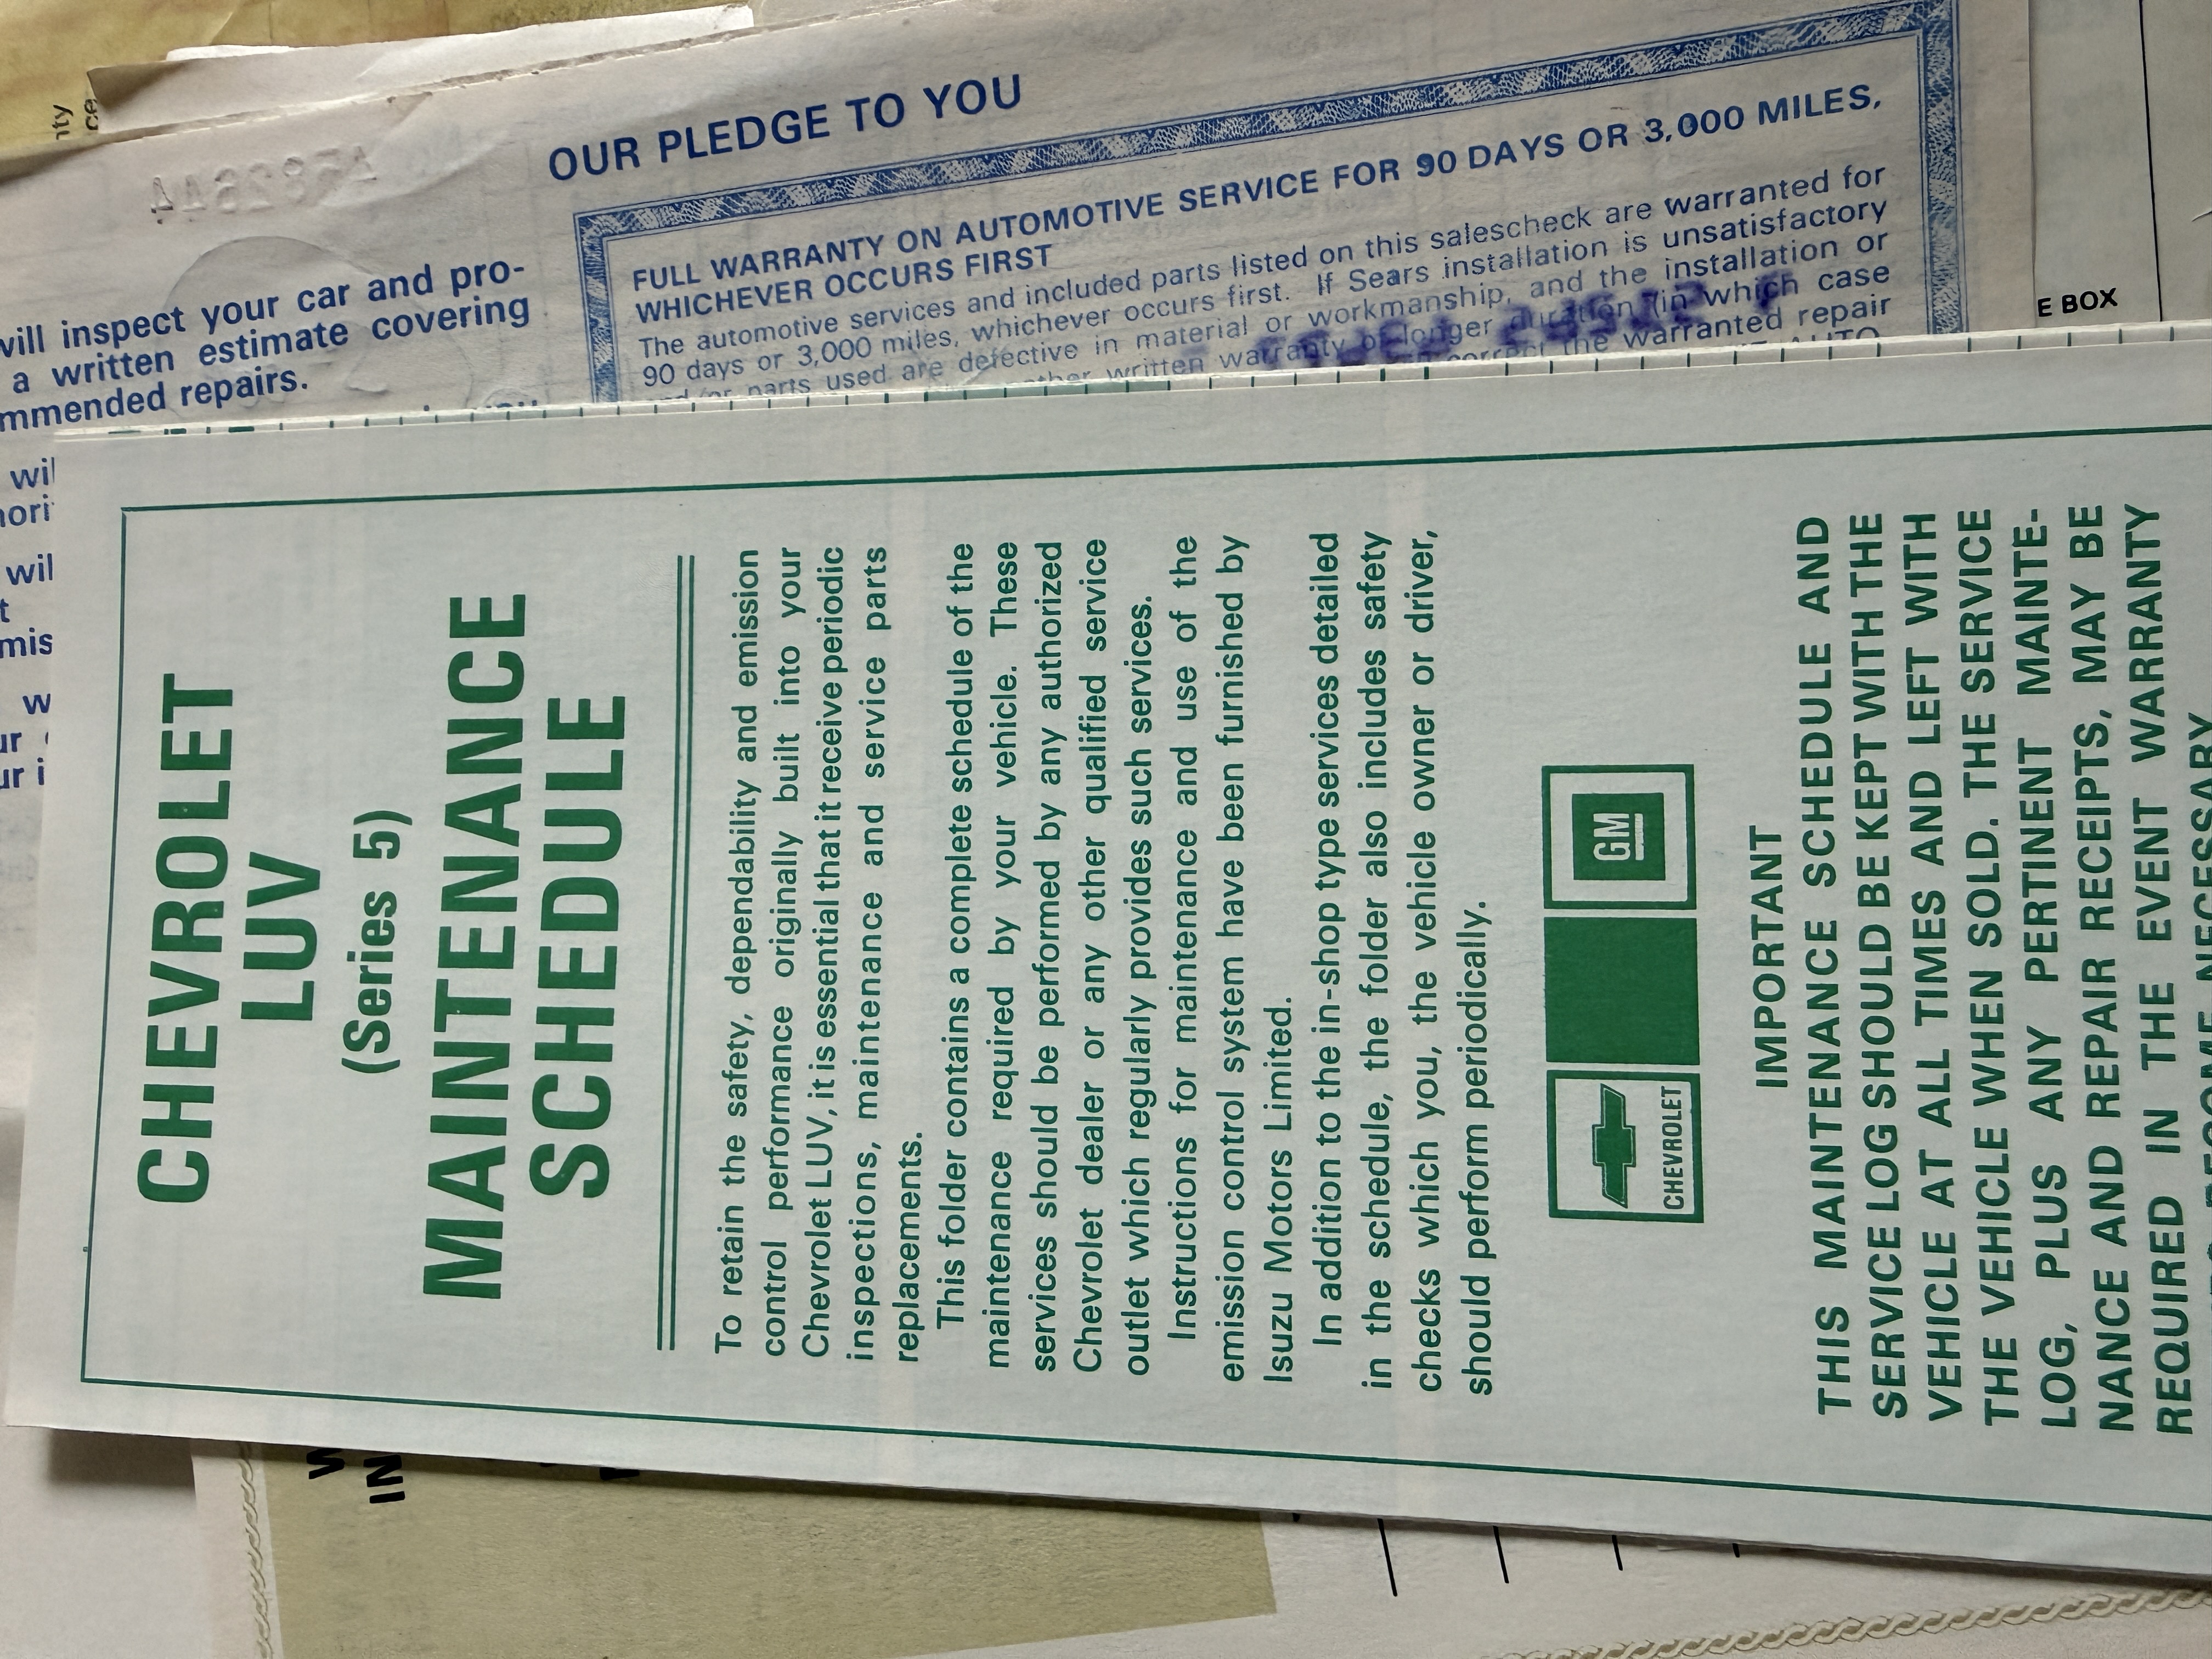 CHEVROLET
LUV
(Series 5)
MAINTENANCE
SCHEDULE
To retain the safety, dependability and emission
control performance originally built into your
Chevrolet LUV, it is essential that it receive periodic
inspections, maintenance and service parts
replacements.
This folder contains a complete schedule of the
maintenance required by your vehicle. These
services should be performed by any authorized
Chevrolet dealer or any other qualified service
outlet which regularly provides such services.
Instructions for maintenance and use of the
emission control system have been furnished by
Isuzu Motors Limited.
In addition to the in-shop type services detailed
in the schedule, the folder also includes safety
checks which you, the vehicle owner or driver,
should perform periodically.
CHEVROLET
GM
IMPORTANT
THIS MAINTENANCE SCHEDULE AND
SERVICE LOG SHOULD BE KEPT WITH THE
VEHICLE AT ALL TIMES AND LEFT WITH
THE VEHICLE WHEN SOLD. THE SERVICE
LOG, PLUS ANY PERTINENT MAINTE-
NANCE AND REPAIR RECEIPTS, MAY BE
REQUIRED IN THE EVENT WARRANTY
NECESSARY
OUR PLEDGE TO YOU
FULL WARRANTY ON AUTOMOTIVE SERVICE FOR 90 DAYS OR 3,000 MILES,
WHICHEVER OCCURS FIRST
The automotive services and included parts listed on this salescheck are warranted for
90 days or 3,000 miles, whichever occurs first. If Sears installation is unsatisfactory
and/or parts used are defective in material or workmanship, and the installation or
written warranty of longer duration (in which case
correct the warranted repair
AUTO
will inspect your car and pro-
a written estimate covering
mmended repairs.
wil
wil
mis
w
E BOX